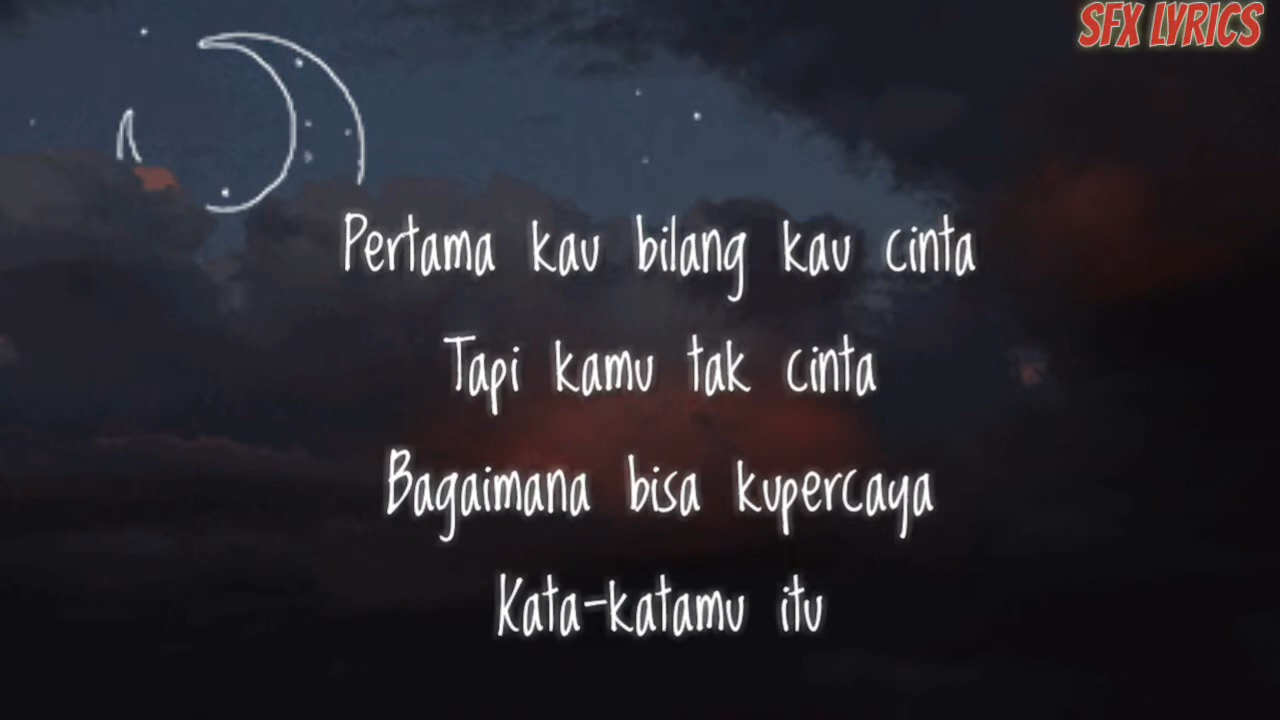 SFX LYRICS
Pertama kau bilang kau cinta
Tapi kamu tak cinta
Bagaimana bisa kupercaya
Kata-katamu itu